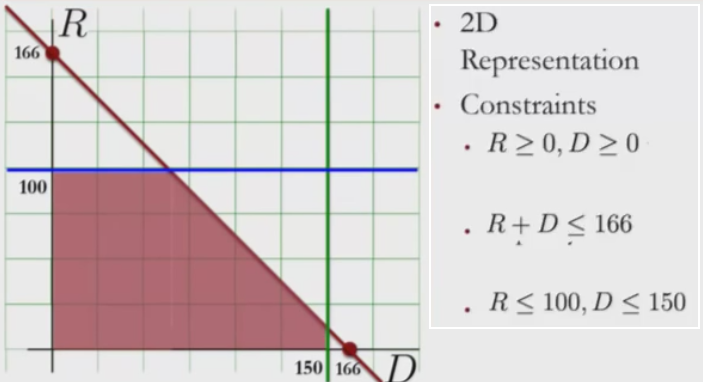 R
166
100
150
166
D
• 2D
Representation
• Constraints
• R ≥ 0, D ≥ 0
• R + D ≤ 166
• R ≤ 100, D ≤ 150